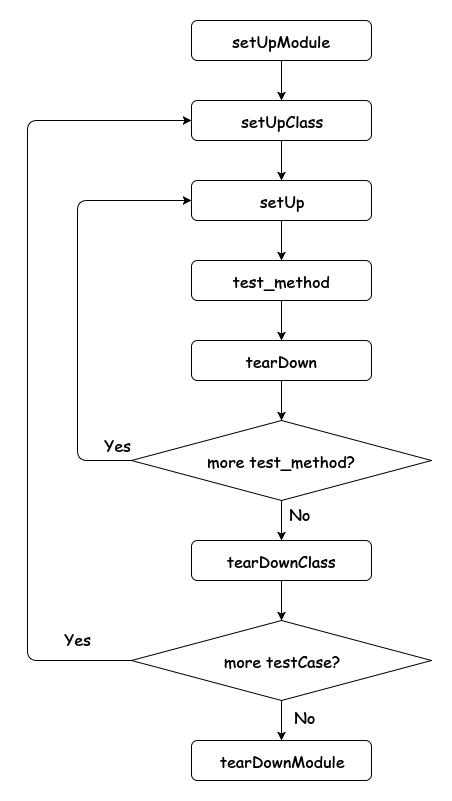 setUpModule
setUpClass
setUp
test_method
tearDown
Yes
more test_method?
No
tearDownClass
Yes
more testCase?
No
tearDownModule